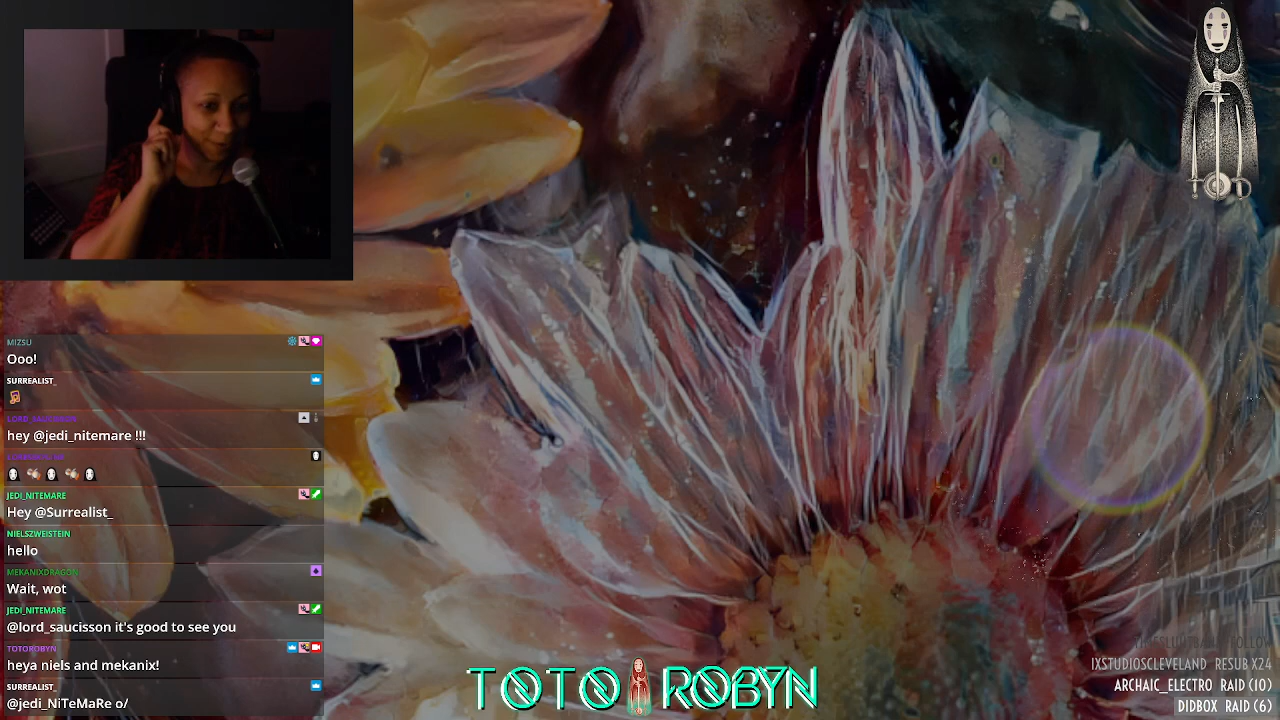 MIZSU
Ooo!
SURREALIST_
LORD_SAUCISSON
hey @jedi_nitemare !!!
JEDI_NITEMARE
Hey @Surrealist_
NIELSZWEISTEIN
hello
MEKANIXDRAGON
Wait, wot
JEDI_NITEMARE
@lord_saucisson it's good to see you
TOTOROBYN
heya niels and mekanix!
SURREALIST_
@jedi_NiTeMaRe o/
TOTO ROBYN
FOLLOW
IXSTUDIOSCLEVELAND RESUB X24
ARCHAIC_ELECTRO RAID (10)
DIDBOX RAID (6)